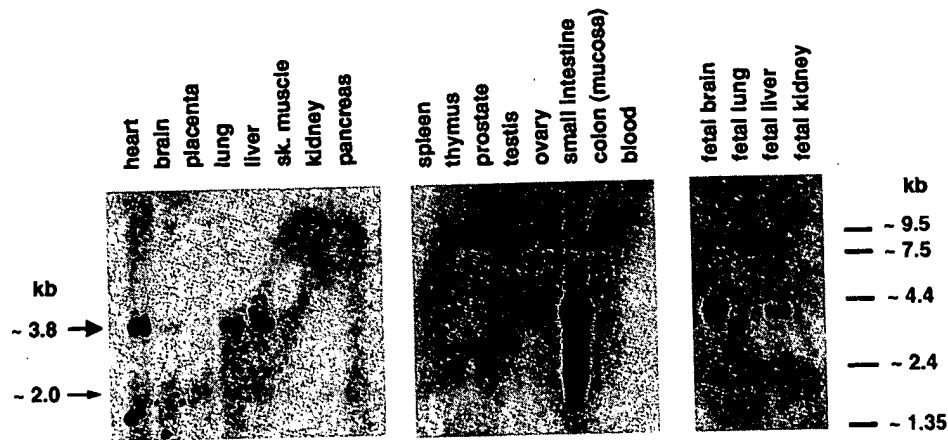 heart
brain
placenta
lung
liver
sk. muscle
kidney
pancreas
spleen
thymus
prostate
testis
ovary
small intestine
colon (mucosa)
blood
fetal brain
fetal lung
fetal liver
fetal kidney
kb
~ 3.8
~ 2.0
kb
~ 9.5
~ 7.5
~ 4.4
~ 2.4
~ 1.35